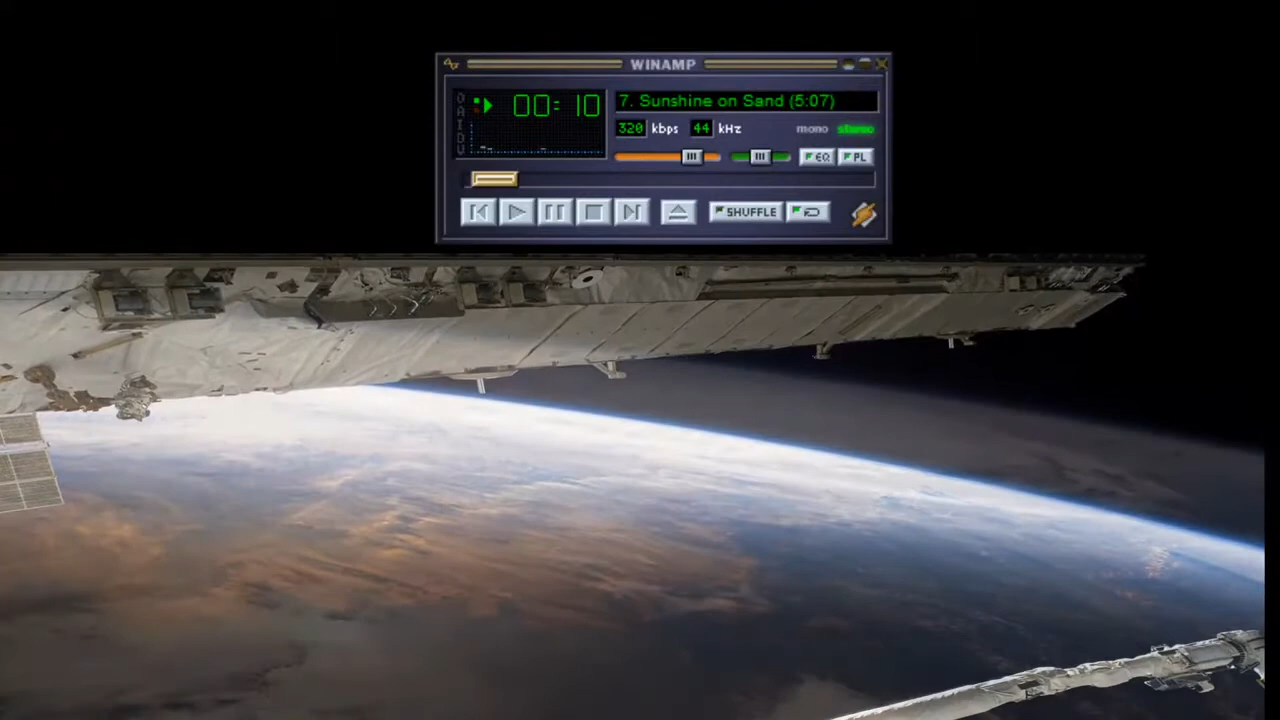 WINAMP
O
A
I
D
V
00:10
7. Sunshine on Sand (5:07)
320 kbps 44 kHz mono stereo
EQ PL
SHUFFLE